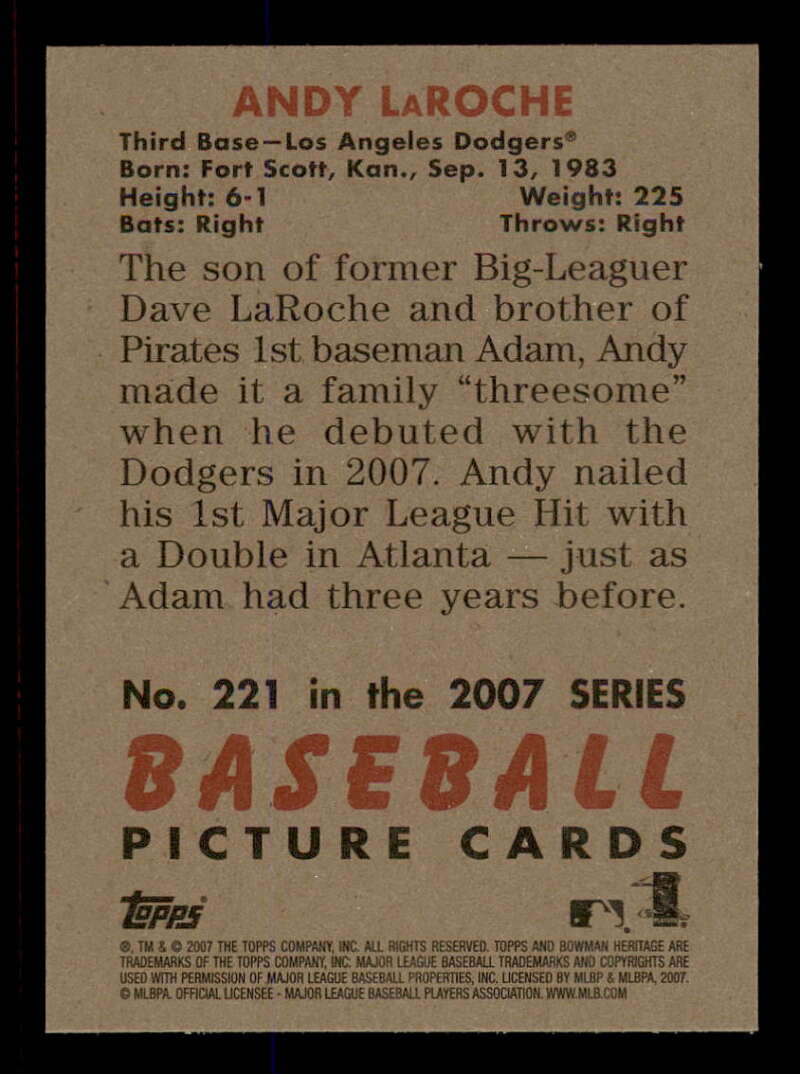 ANDY LaROCHE
Third Base—Los Angeles Dodgers®
Born: Fort Scott, Kan., Sep. 13, 1983
Height: 6-1 Weight: 225
Bats: Right Throws: Right
The son of former Big-Leaguer
Dave LaRoche and brother of
Pirates 1st baseman Adam, Andy
made it a family “threesome”
when he debuted with the
Dodgers in 2007. Andy nailed
his 1st Major League Hit with
a Double in Atlanta — just as
Adam had three years before.
No. 221 in the 2007 SERIES
BASEBALL
PICTURE CARDS
topps
®, TM & © 2007 THE TOPPS COMPANY, INC. ALL RIGHTS RESERVED. TOPPS AND BOWMAN HERITAGE ARE
TRADEMARKS OF THE TOPPS COMPANY, INC. MAJOR LEAGUE BASEBALL TRADEMARKS AND COPYRIGHTS ARE
USED WITH PERMISSION OF MAJOR LEAGUE BASEBALL PROPERTIES, INC. LICENSED BY MLBP & MLBPA, 2007.
© MLBPA. OFFICIAL LICENSEE - MAJOR LEAGUE BASEBALL PLAYERS ASSOCIATION. WWW.MLB.COM